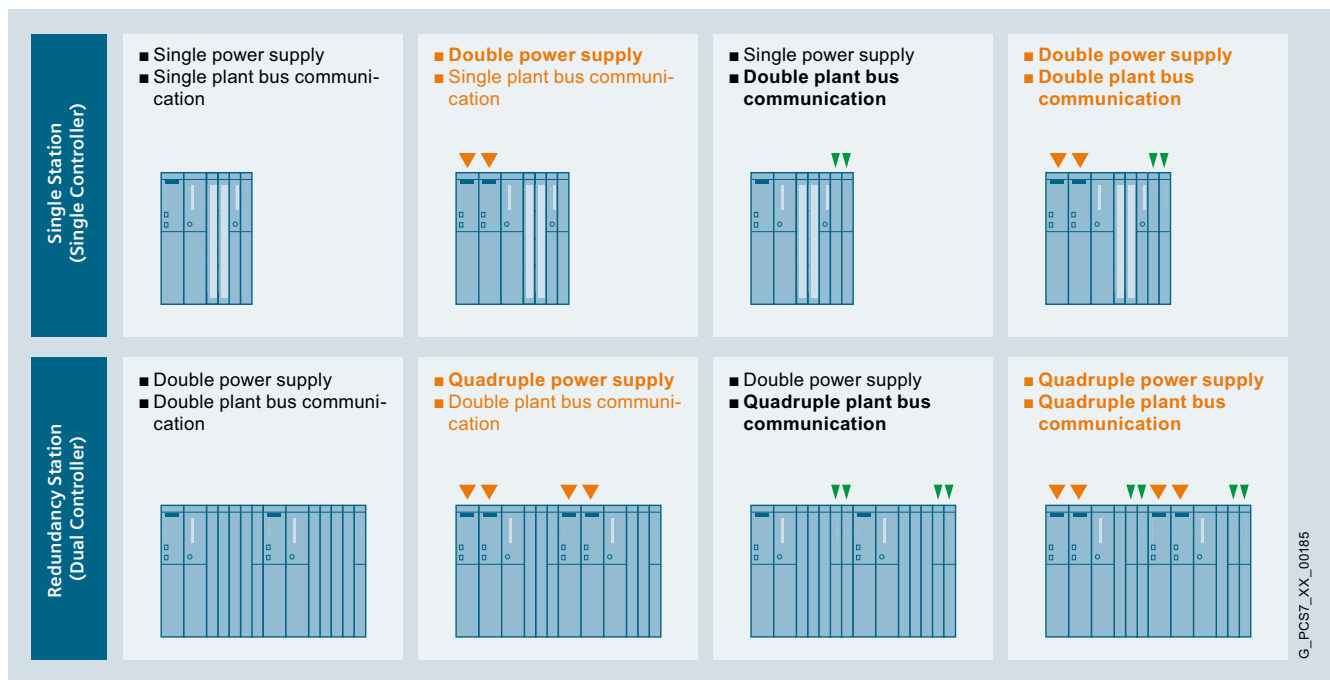 Single Station
(Single Controller)
■ Single power supply
■ Single plant bus communi-
cation
■ Double power supply
■ Single plant bus communi-
cation
■ Single power supply
■ Double plant bus
communication
■ Double power supply
■ Double plant bus
communication
Redundancy Station
(Dual Controller)
■ Double power supply
■ Double plant bus communi-
cation
■ Quadruple power supply
■ Double plant bus communi-
cation
■ Double power supply
■ Quadruple plant bus
communication
■ Quadruple power supply
■ Quadruple plant bus
communication
G_PCS7_XX_00185